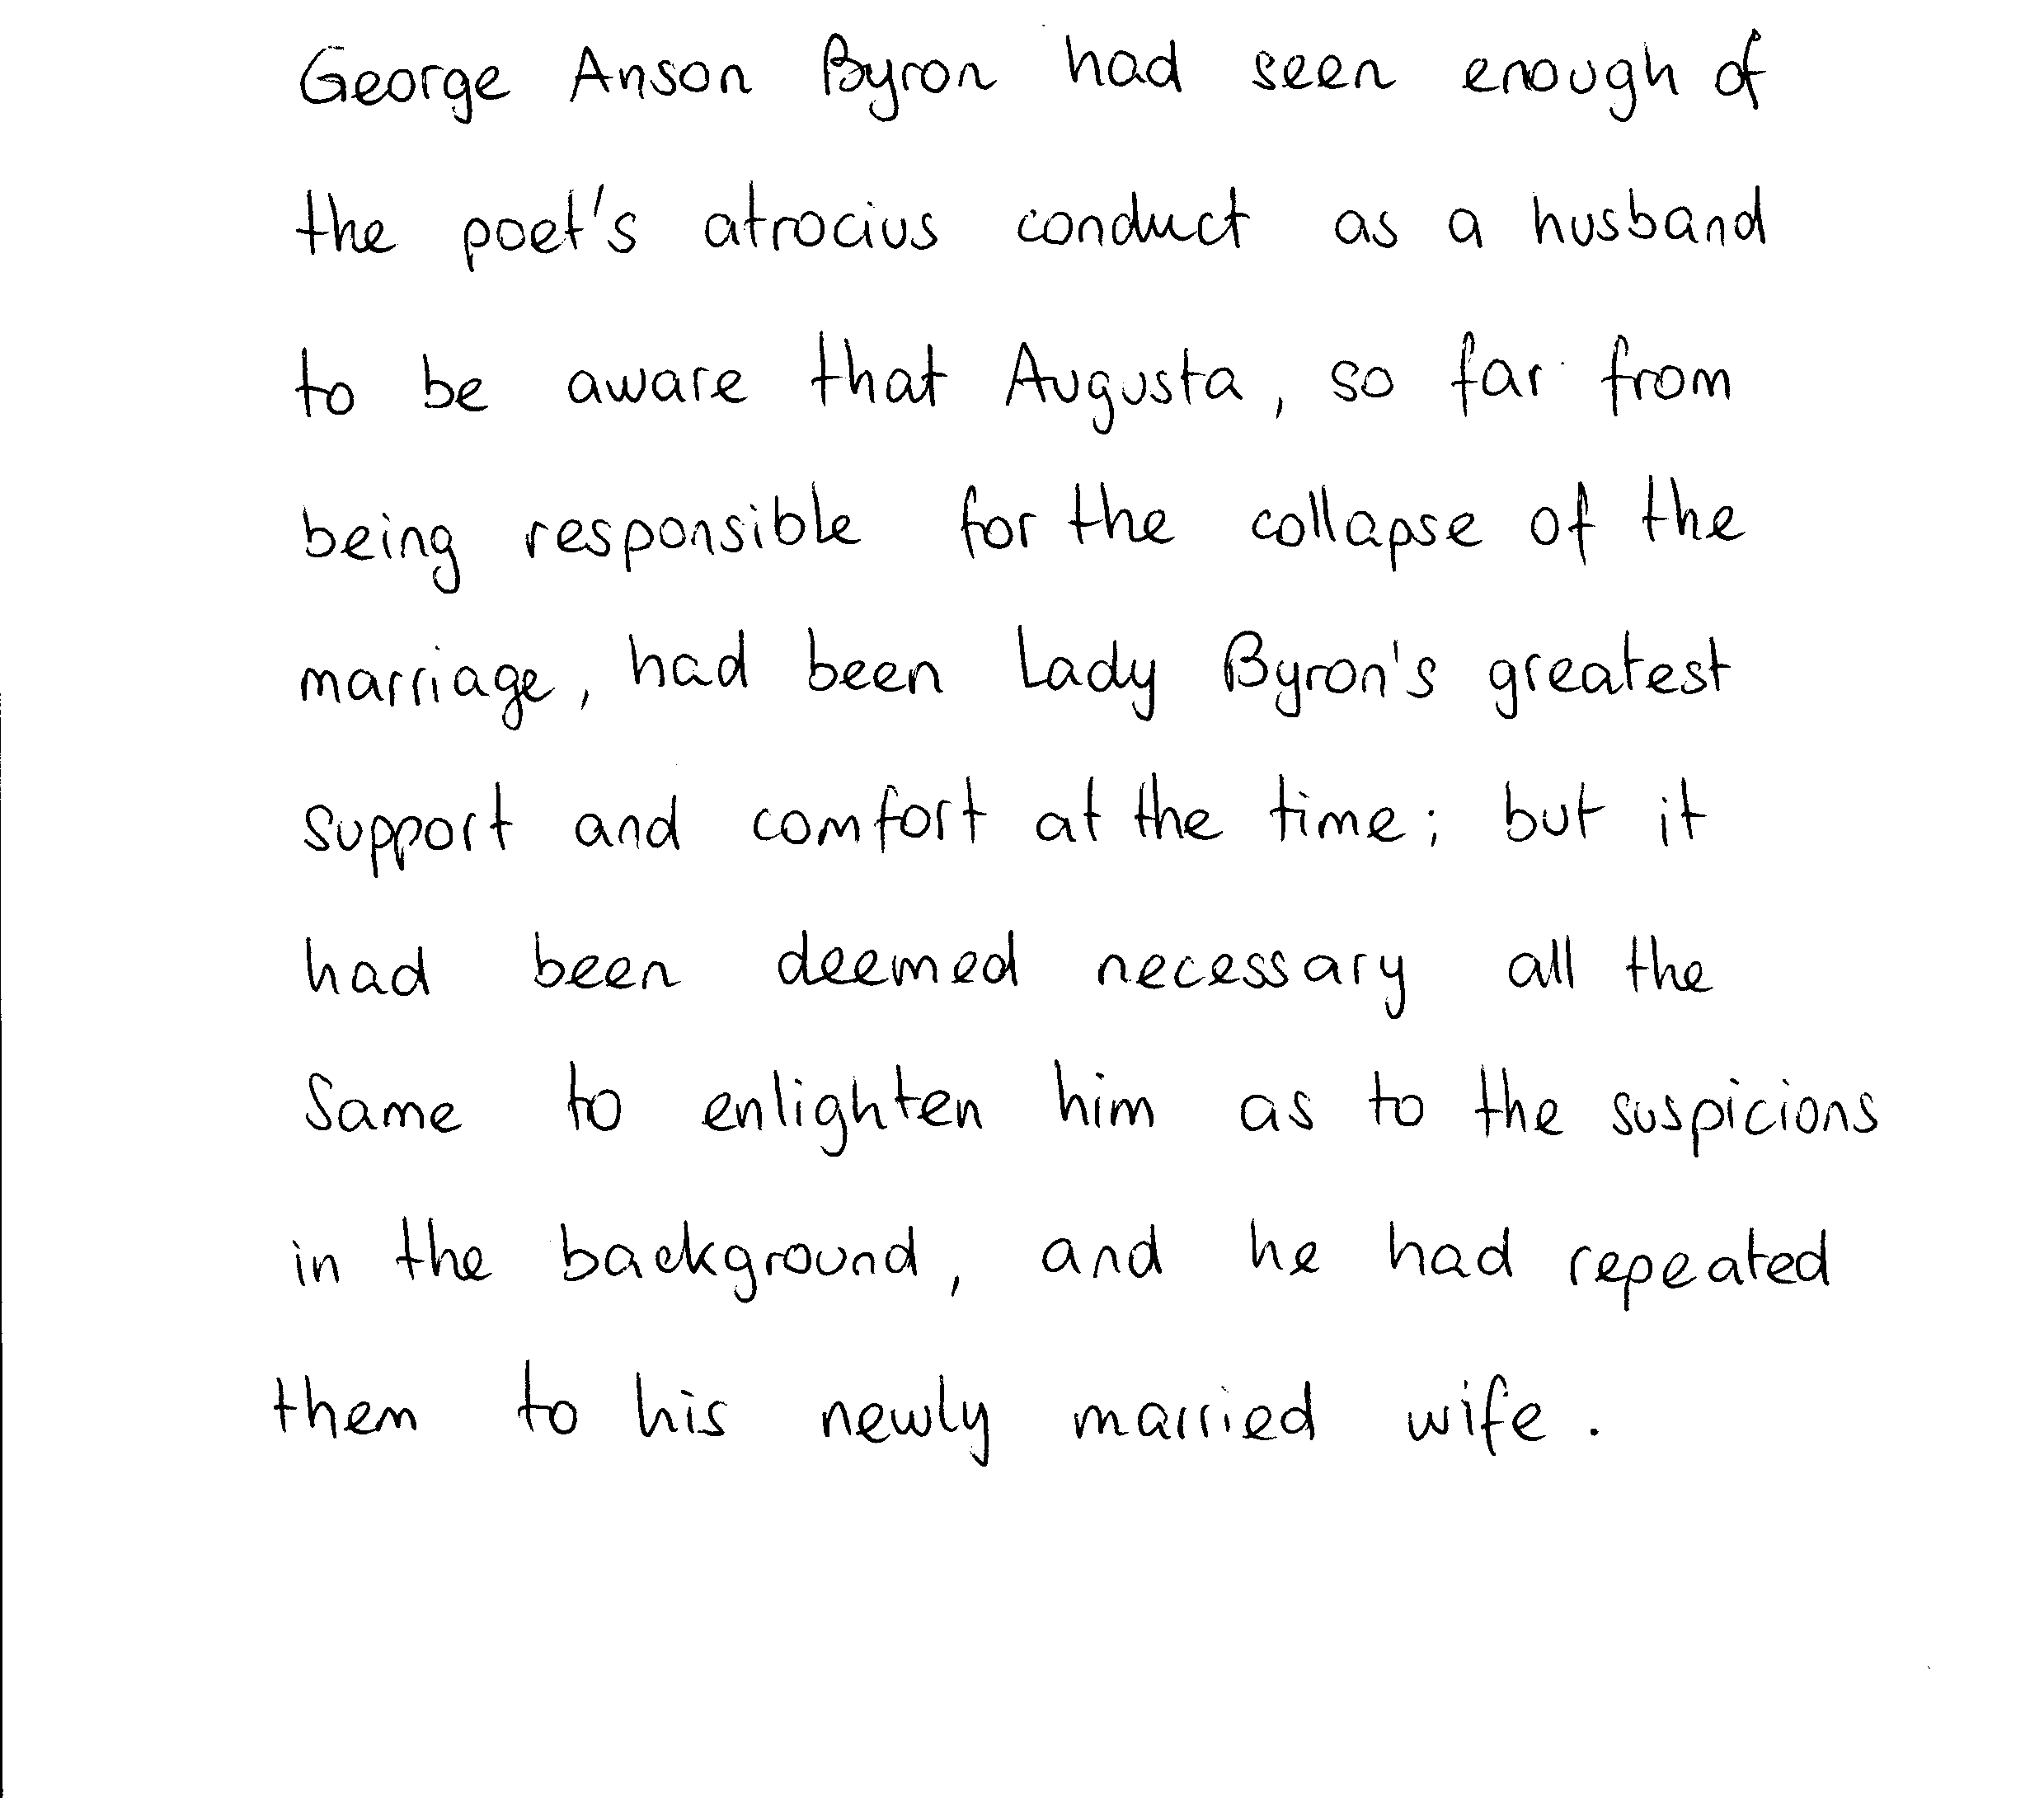 George Anson Byron had seen enough of
the poet's atrocius conduct as a husband
to be aware that Augusta, so far from
being responsible for the collapse of the
marriage, had been Lady Byron's greatest
support and comfort at the time; but it
had been deemed necessary all the
Same to enlighten him as to the suspicions
in the background, and he had repeated
them to his newly married wife.